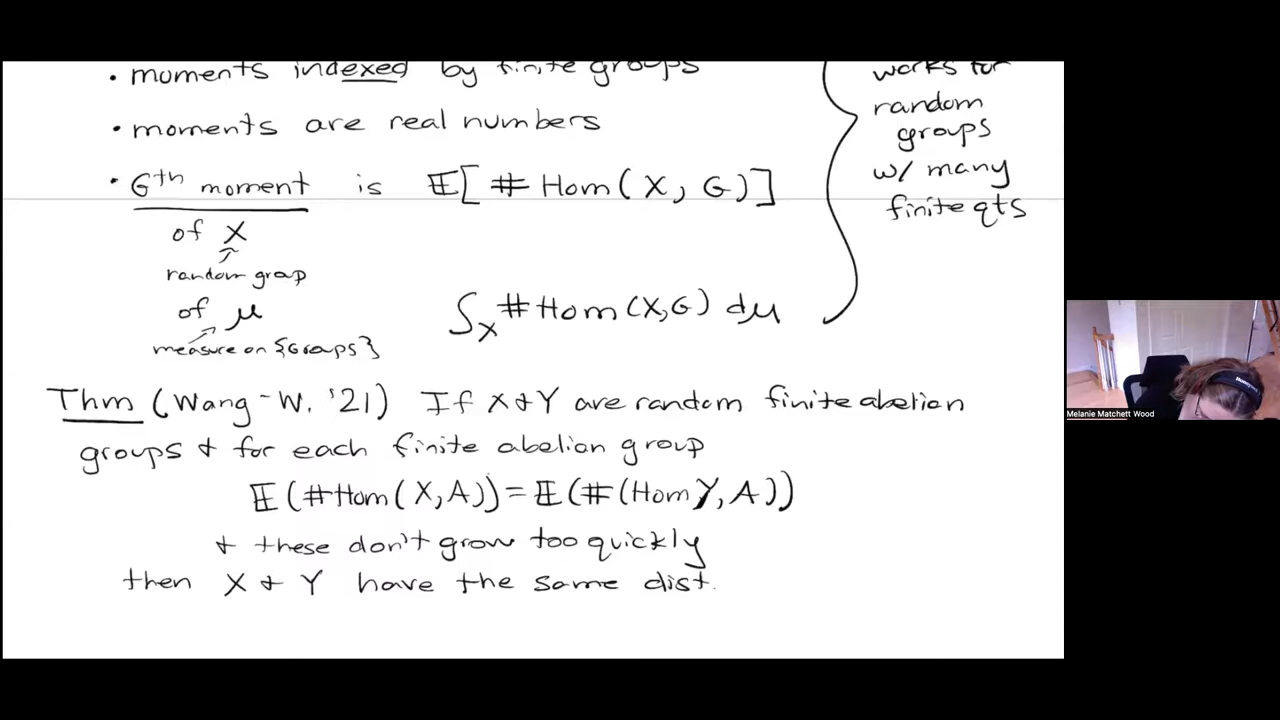 • moments indexed by finite groups
• moments are real numbers
• Gth moment is 𝔼[# Hom(X, G)]
of X
random group
of μ
measure on {Groups}
∫_X #Hom(X,G) dμ
works for
random
groups
w/ many
finite qts
Thm (Wang-W. '21) If X & Y are random finite abelian
groups & for each finite abelian group
𝔼(#Hom(X,A)) = 𝔼(#(Hom Y, A))
& these don't grow too quickly
then X & Y have the same dist.
Melanie Matchett Wood
Honeywell